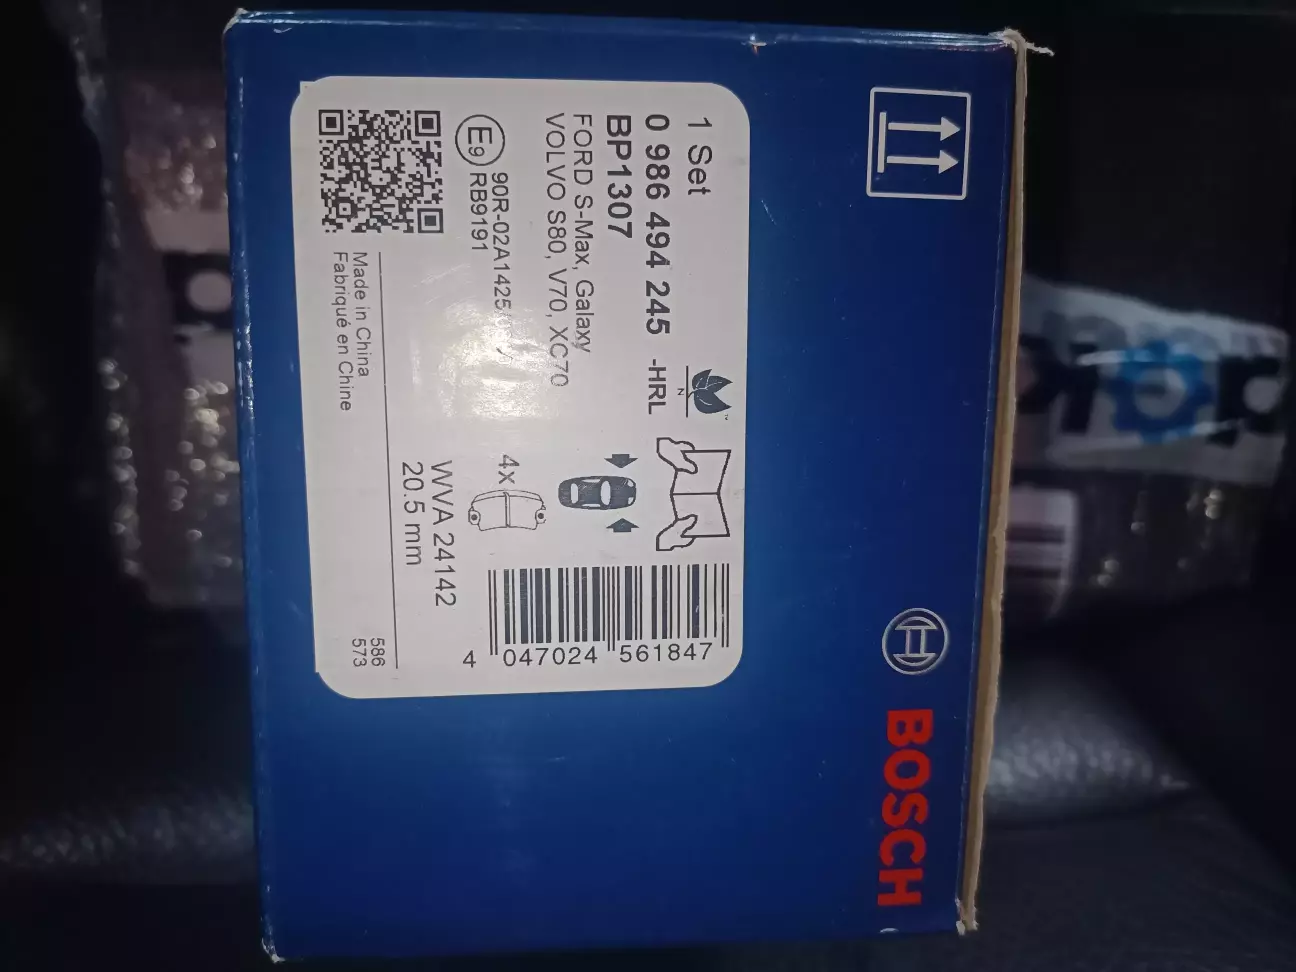 1 Set
0 986 494 245 -HRL
BP1307
FORD S-Max, Galaxy
VOLVO S80, V70, XC70
E9
90R-02A1425/
RB9191
4x
WVA 24142
20.5 mm
Made in China
Fabriqué en Chine
586
573
4 047024 561847
N
BOSCH